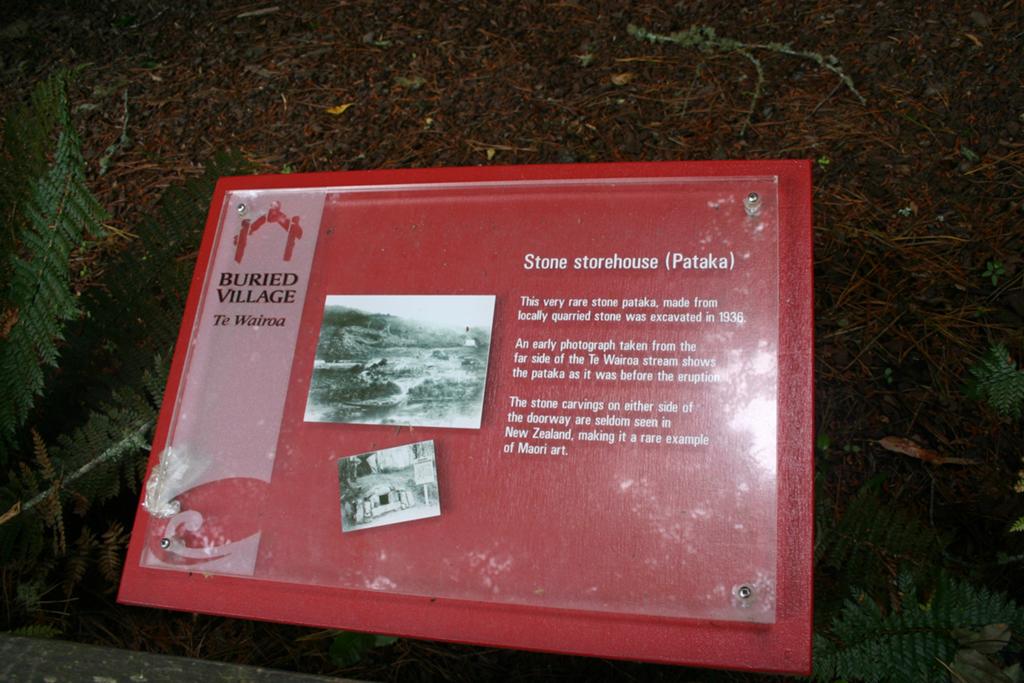 BURIED
VILLAGE
Te Wairoa
Stone storehouse (Pataka)
This very rare stone pataka, made from
locally quarried stone was excavated in 1936.
An early photograph taken from the
far side of the Te Wairoa stream shows
the pataka as it was before the eruption.
The stone carvings on either side of
the doorway are seldom seen in
New Zealand, making it a rare example
of Maori art.